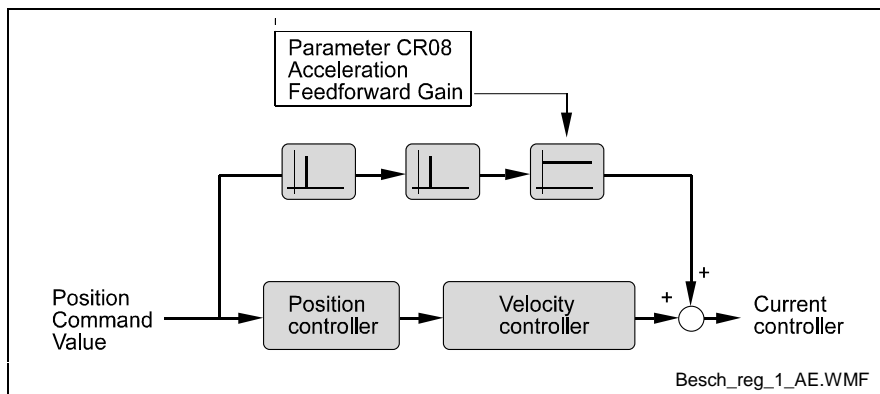 Parameter CR08
Acceleration
Feedforward Gain
+
Position
Command
Value
Position
controller
Velocity
controller
+
Current
controller
Besch_reg_1_AE.WMF